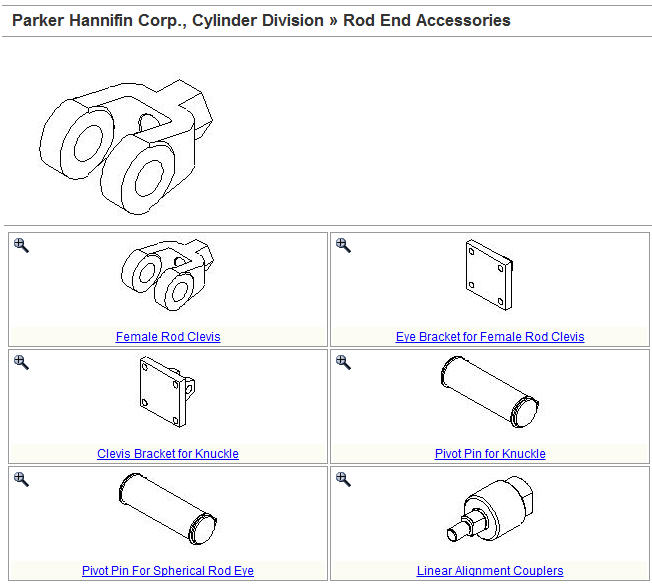 Parker Hannifin Corp., Cylinder Division » Rod End Accessories
Female Rod Clevis
Eye Bracket for Female Rod Clevis
Clevis Bracket for Knuckle
Pivot Pin for Knuckle
Pivot Pin For Spherical Rod Eye
Linear Alignment Couplers